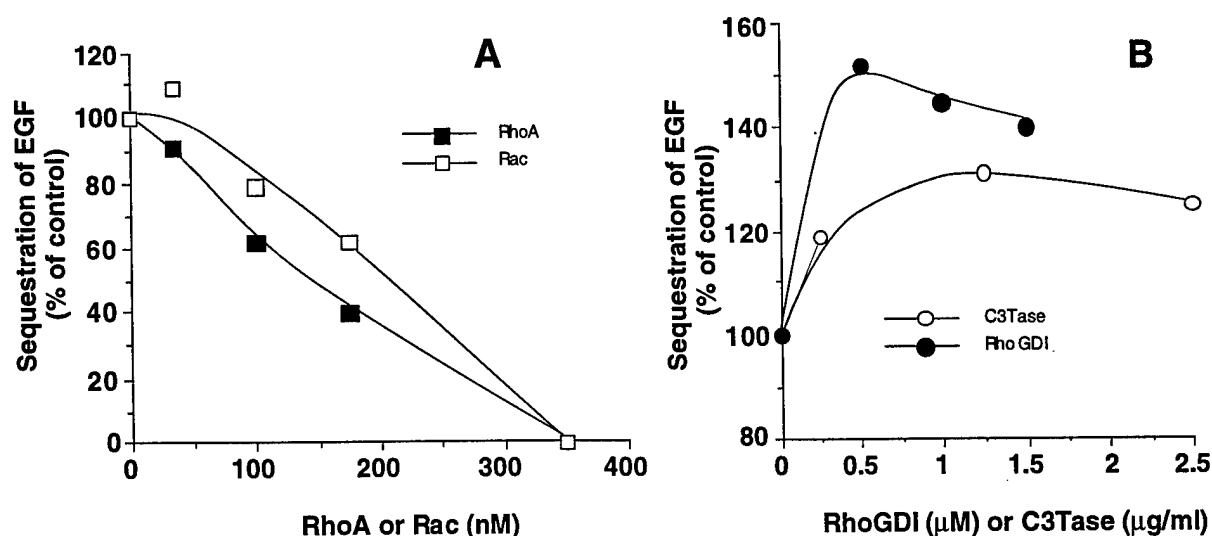 A
Sequestration of EGF
(% of control)
120
100
80
60
40
20
0
0 100 200 300 400
RhoA
Rac
RhoA or Rac (nM)
B
Sequestration of EGF
(% of control)
160
140
120
100
80
0 0.5 1 1.5 2 2.5
C3Tase
Rho GDI
RhoGDI (μM) or C3Tase (μg/ml)